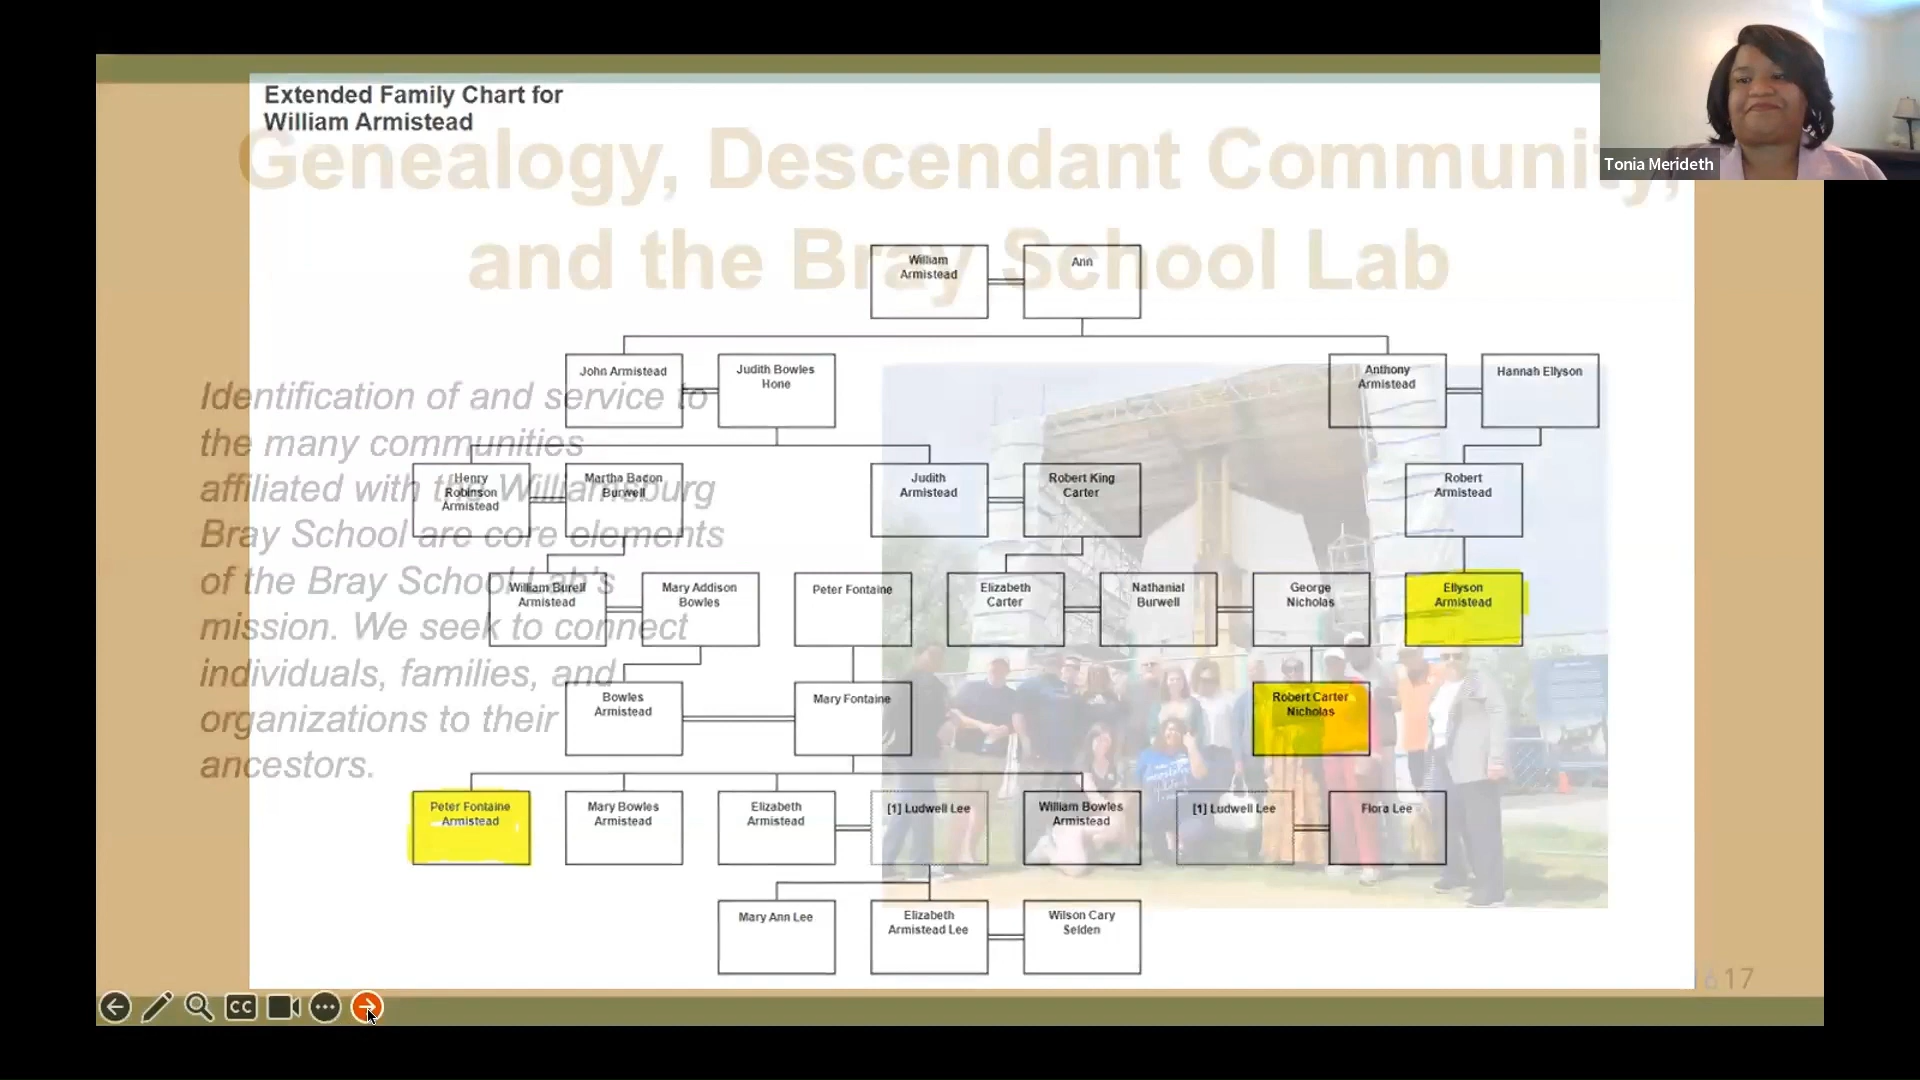 Extended Family Chart for
William Armistead
Tonia Merideth
Genealogy, Descendant Community,
and the Bray School Lab
William
Armistead
Ann
John Armistead
Judith Bowles
Hone
Anthony
Armistead
Hannah Ellyson
Identification of and service to
the many communities
affiliated with the Williamsburg
Bray School are core elements
of the Bray School Lab's
mission. We seek to connect
individuals, families, and
organizations to their
ancestors.
Henry
Robinson
Armistead
Martha Bacon
Burwell
Judith
Armistead
Robert King
Carter
Robert
Armistead
William Burell
Armistead
Mary Addison
Bowles
Peter Fontaine
Elizabeth
Carter
Nathanial
Burwell
George
Nicholas
Ellyson
Armistead
Bowles
Armistead
Mary Fontaine
Robert Carter
Nicholas
Peter Fontaine
Armistead
Mary Bowles
Armistead
Elizabeth
Armistead
[1] Ludwell Lee
William Bowles
Armistead
[1] Ludwell Lee
Flora Lee
Mary Ann Lee
Elizabeth
Armistead Lee
Wilson Cary
Selden
17
CC